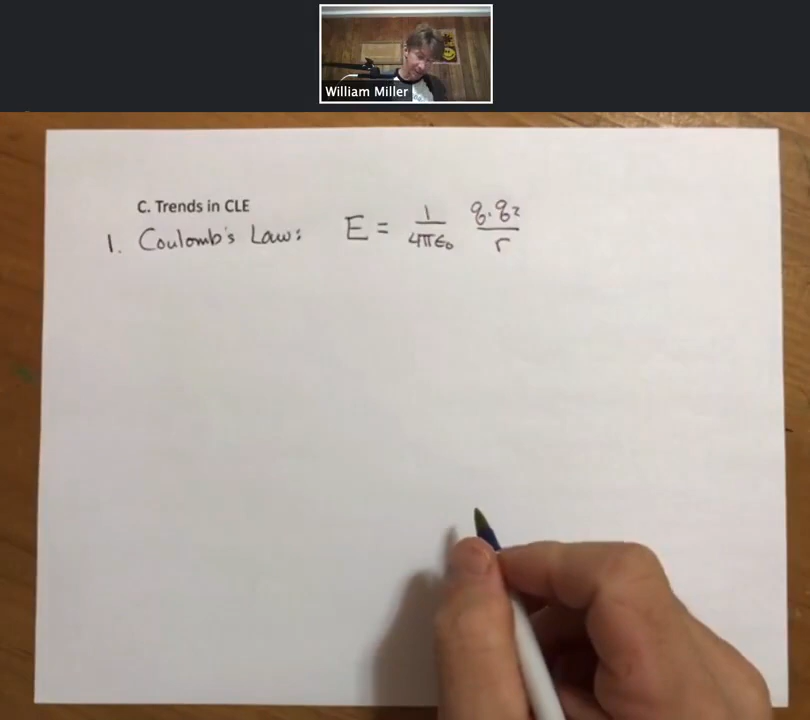 William Miller
C. Trends in CLE
1. Coulomb's Law: E = 1/4πε₀ q₁q₂/r